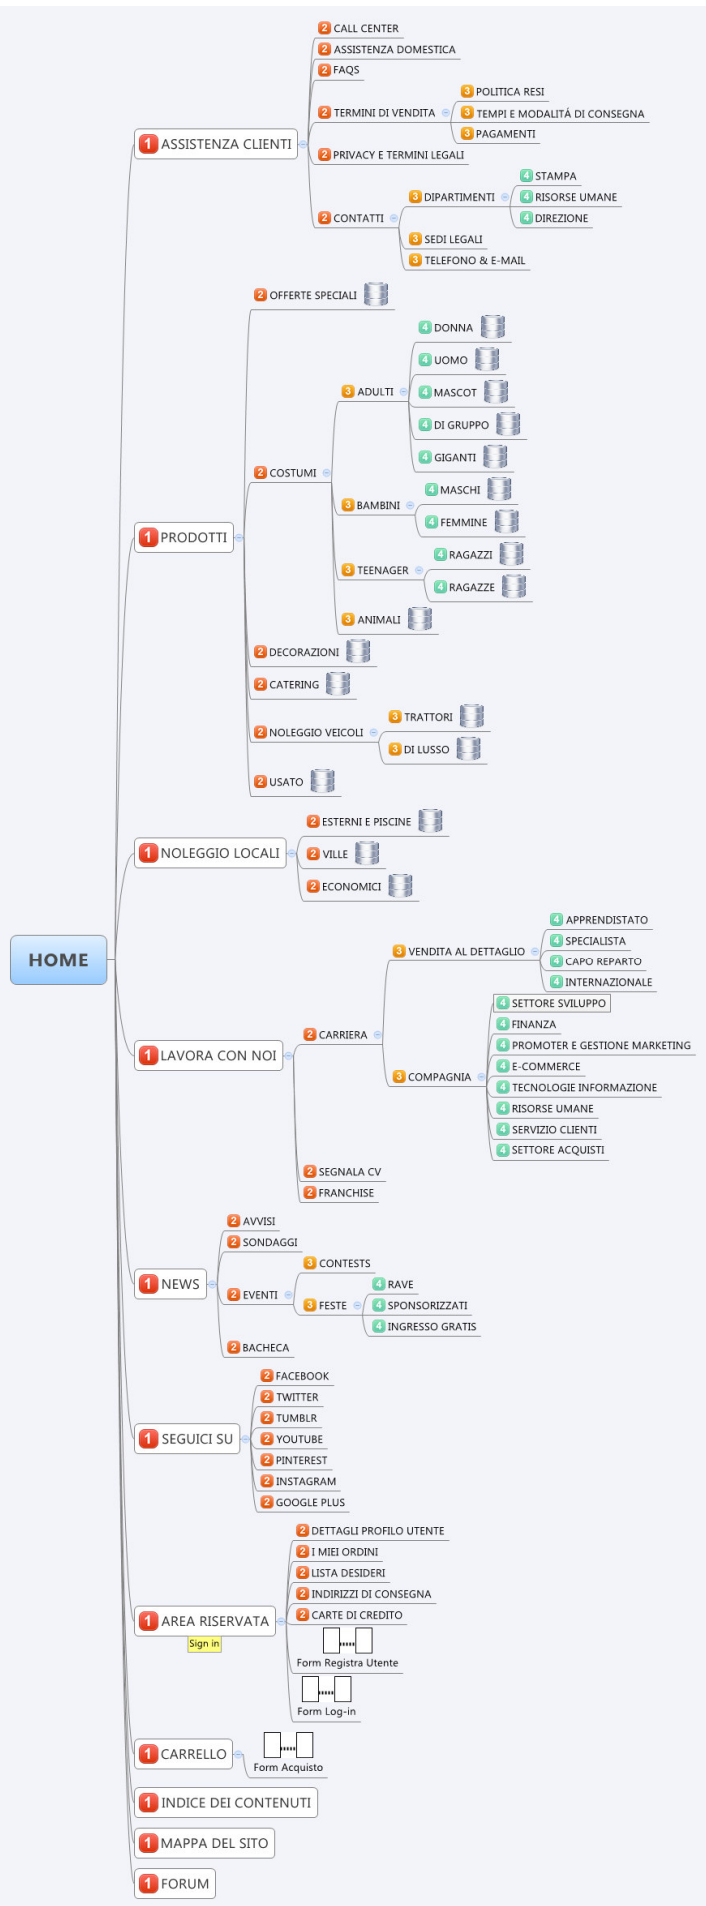 2 CALL CENTER
2 ASSISTENZA DOMESTICA
2 FAQS
3 POLITICA RESI
2 TERMINI DI VENDITA
3 TEMPI E MODALITÁ DI CONSEGNA
3 PAGAMENTI
1 ASSISTENZA CLIENTI
2 PRIVACY E TERMINI LEGALI
4 STAMPA
3 DIPARTIMENTI
4 RISORSE UMANE
2 CONTATTI
4 DIREZIONE
3 SEDI LEGALI
3 TELEFONO & E-MAIL
2 OFFERTE SPECIALI
4 DONNA
4 UOMO
3 ADULTI
4 MASCOT
4 DI GRUPPO
4 GIGANTI
2 COSTUMI
4 MASCHI
3 BAMBINI
4 FEMMINE
1 PRODOTTI
4 RAGAZZI
3 TEENAGER
4 RAGAZZE
3 ANIMALI
2 DECORAZIONI
2 CATERING
3 TRATTORI
2 NOLEGGIO VEICOLI
3 DI LUSSO
2 USATO
2 ESTERNI E PISCINE
1 NOLEGGIO LOCALI
2 VILLE
2 ECONOMICI
HOME
4 APPRENDISTATO
4 SPECIALISTA
3 VENDITA AL DETTAGLIO
4 CAPO REPARTO
4 INTERNAZIONALE
4 SETTORE SVILUPPO
4 FINANZA
2 CARRIERA
4 PROMOTER E GESTIONE MARKETING
1 LAVORA CON NOI
4 E-COMMERCE
3 COMPAGNIA
4 TECNOLOGIE INFORMAZIONE
4 RISORSE UMANE
4 SERVIZIO CLIENTI
4 SETTORE ACQUISTI
2 SEGNALA CV
2 FRANCHISE
2 AVVISI
2 SONDAGGI
3 CONTESTS
1 NEWS
4 RAVE
2 EVENTI
3 FESTE
4 SPONSORIZZATI
4 INGRESSO GRATIS
2 BACHECA
2 FACEBOOK
2 TWITTER
2 TUMBLR
1 SEGUICI SU
2 YOUTUBE
2 PINTEREST
2 INSTAGRAM
2 GOOGLE PLUS
2 DETTAGLI PROFILO UTENTE
2 I MIEI ORDINI
2 LISTA DESIDERI
2 INDIRIZZI DI CONSEGNA
2 CARTE DI CREDITO
1 AREA RISERVATA
Sign in
Form Registra Utente
Form Log-in
1 CARRELLO
Form Acquisto
1 INDICE DEI CONTENUTI
1 MAPPA DEL SITO
1 FORUM